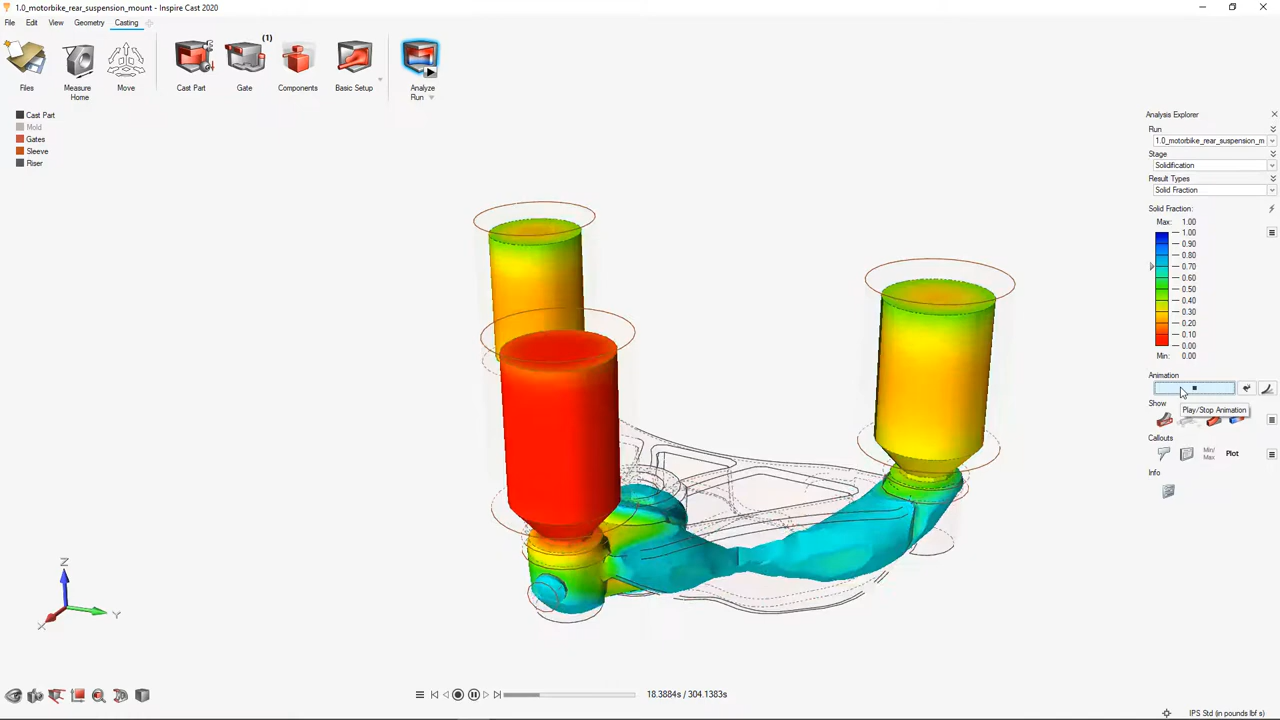 1.0_motorbike_rear_suspension_mount - Inspire Cast 2020
File Edit View Geometry Casting
(1)
Files
Measure
Home
Move
Cast Part
Gate
Components
Basic Setup
Analyze
Run
Cast Part
Mold
Gates
Sleeve
Riser
Analysis Explorer
Run
1.0_motorbike_rear_suspension_m
Stage
Solidification
Result Types
Solid Fraction
Solid Fraction:
Max: 1.00
1.00
0.90
0.80
0.70
0.60
0.50
0.40
0.30
0.20
0.10
0.00
Min: 0.00
Animation
Play/Stop Animation
Show
Callouts
Min/
Max
Plot
Info
Z
Y
X
18.3884s / 304.1383s
IPS Std (in pounds lbf s)